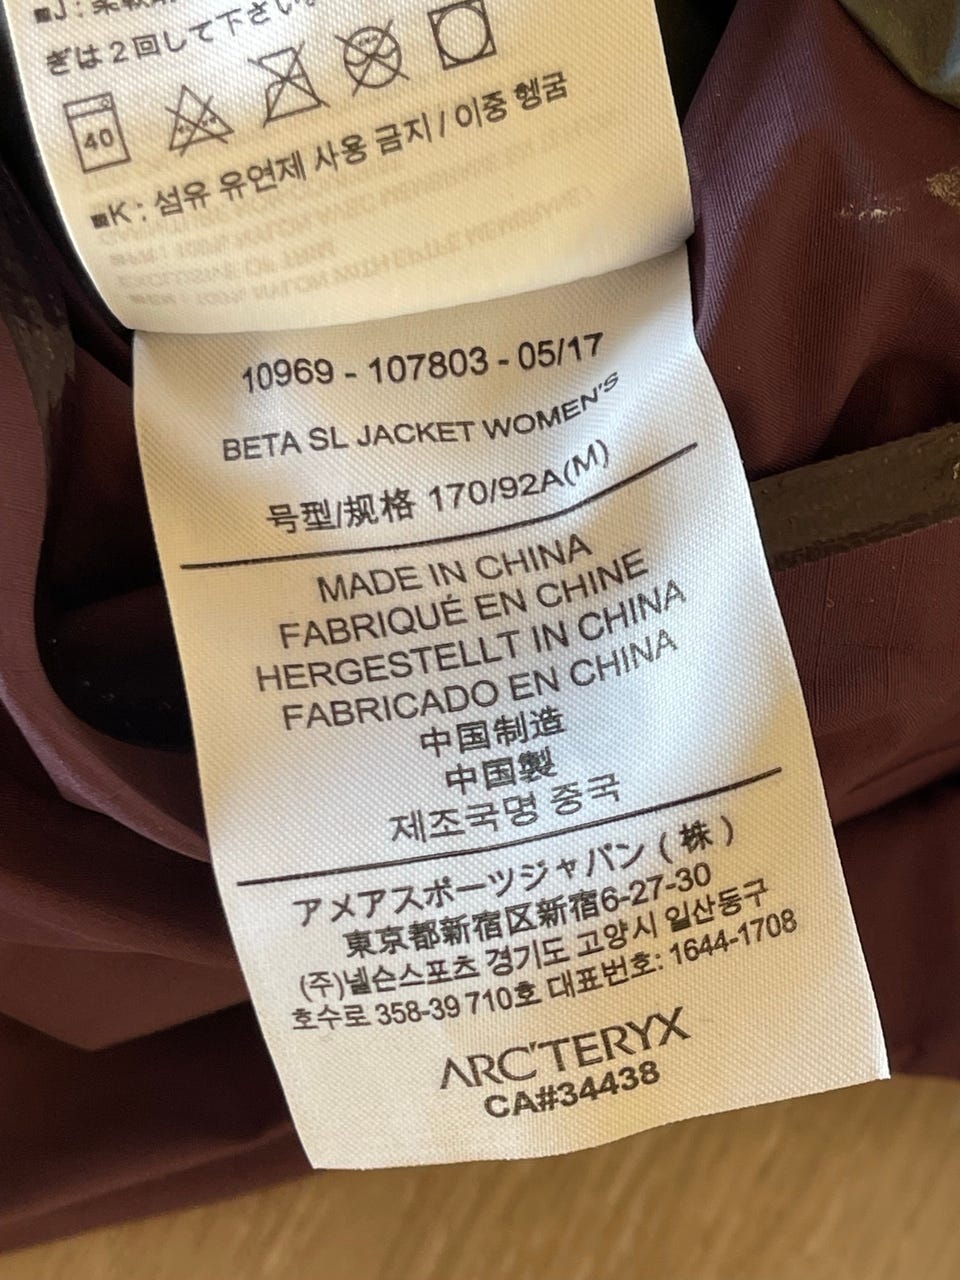 ■J : 柔軟剤
ぎは2回して下さい。
40
■K : 섬유 유연제 사용 금지 / 이중 헹굼
10969 - 107803 - 05/17
BETA SL JACKET WOMEN'S
号型/规格 170/92A(M)
MADE IN CHINA
FABRIQUÉ EN CHINE
HERGESTELLT IN CHINA
FABRICADO EN CHINA
中国制造
中国製
제조국명 중국
アメアスポーツジャパン ( 株 )
東京都新宿区新宿6-27-30
(주)넬슨스포츠 경기도 고양시 일산동구
호수로 358-39 710호 대표번호: 1644-1708
ARC'TERYX
CA#34438